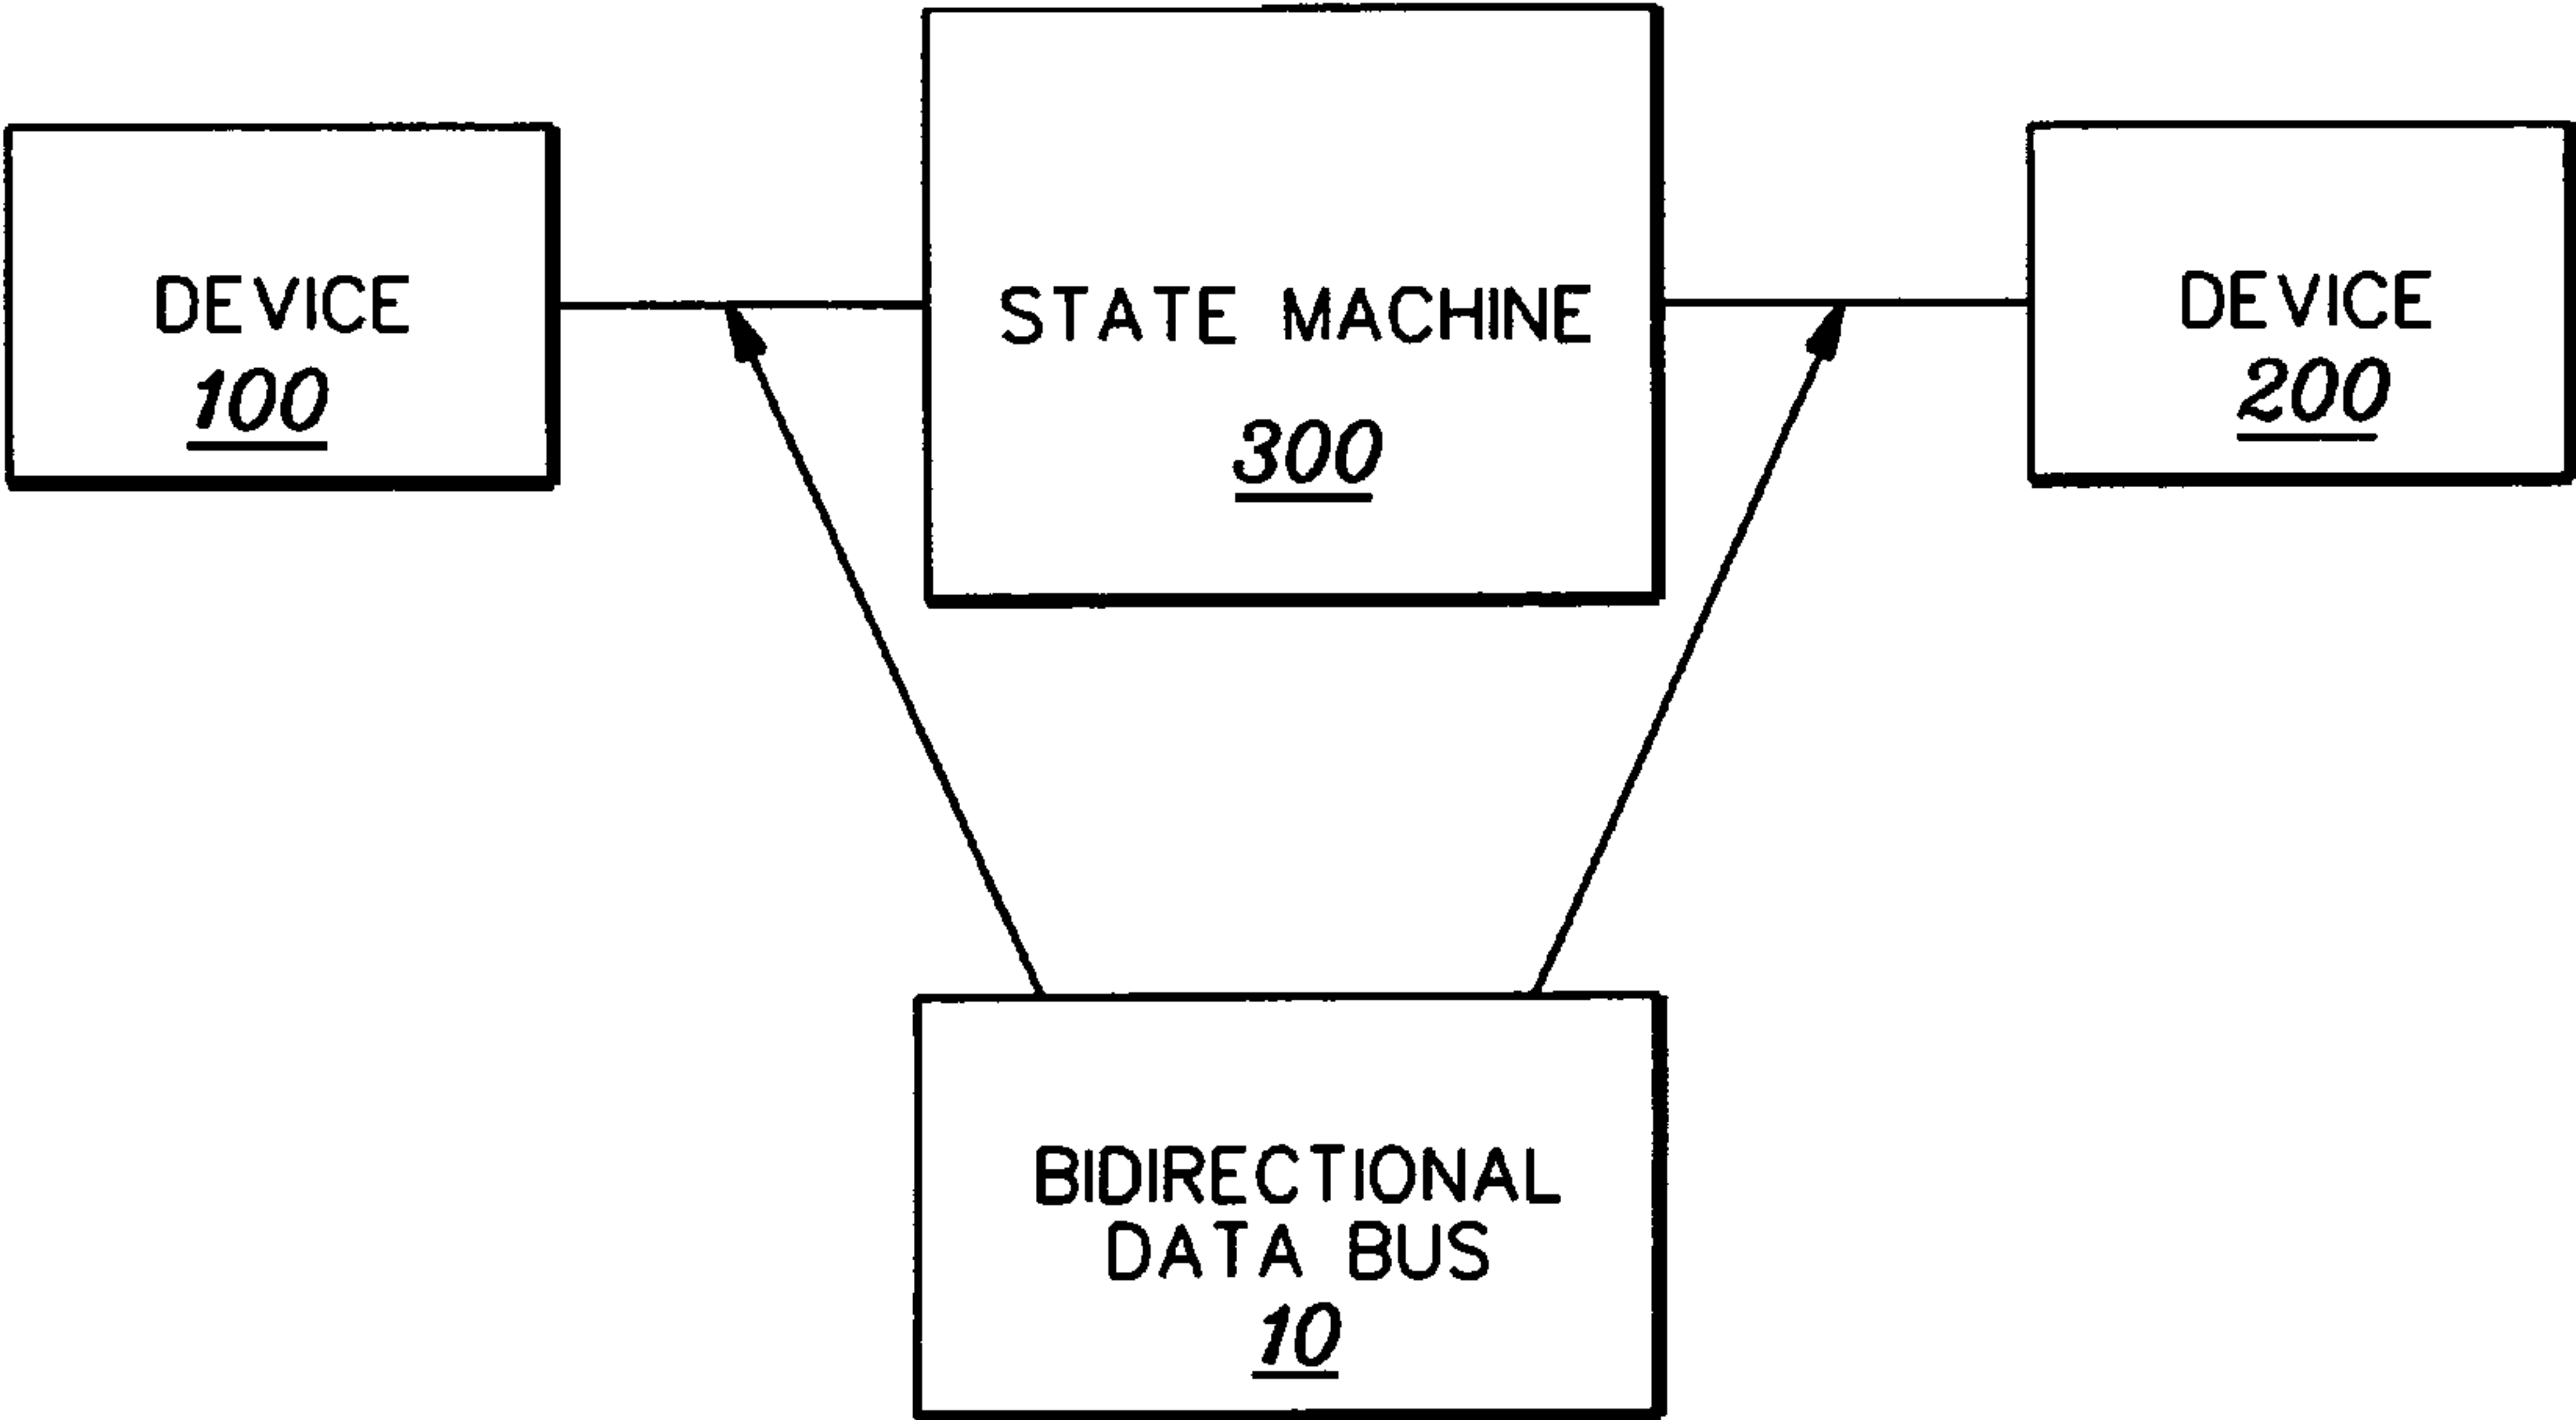 DEVICE
100
STATE MACHINE
300
DEVICE
200
BIDIRECTIONAL
DATA BUS
10